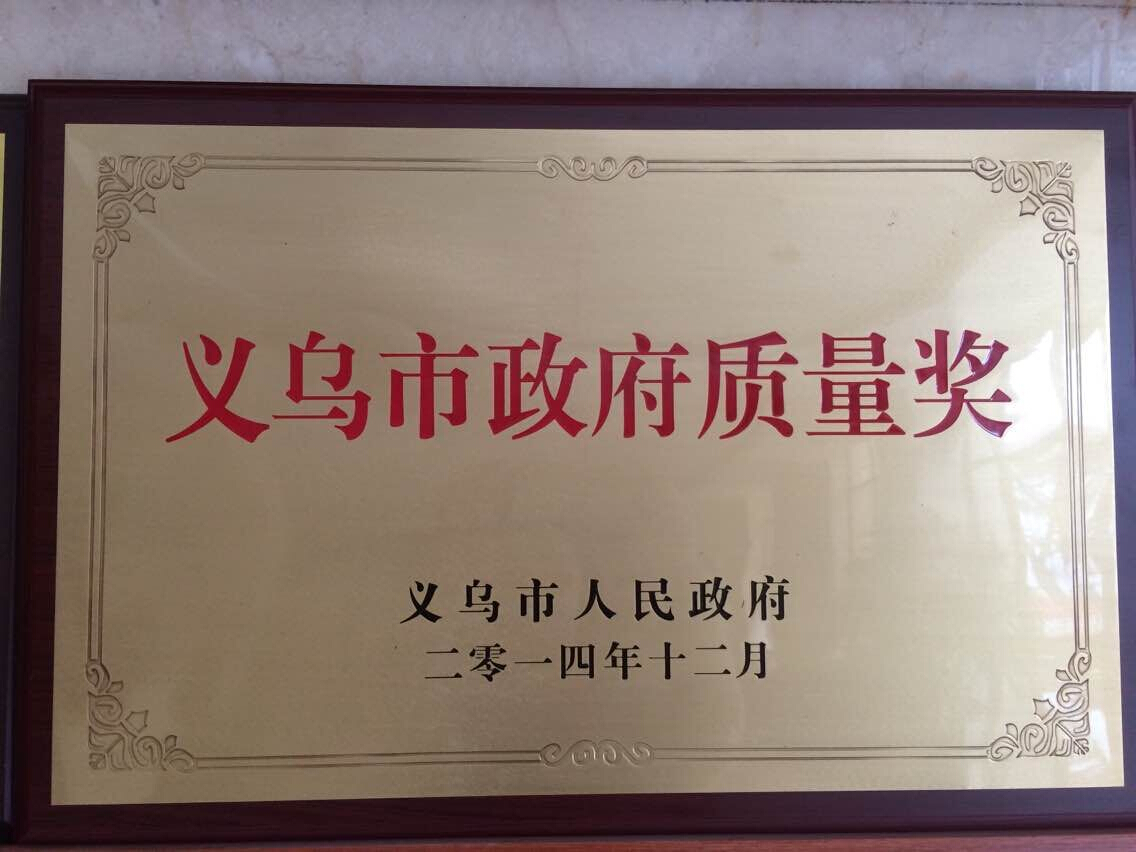 义乌市政府质量奖
义乌市人民政府
二零一四年十二月